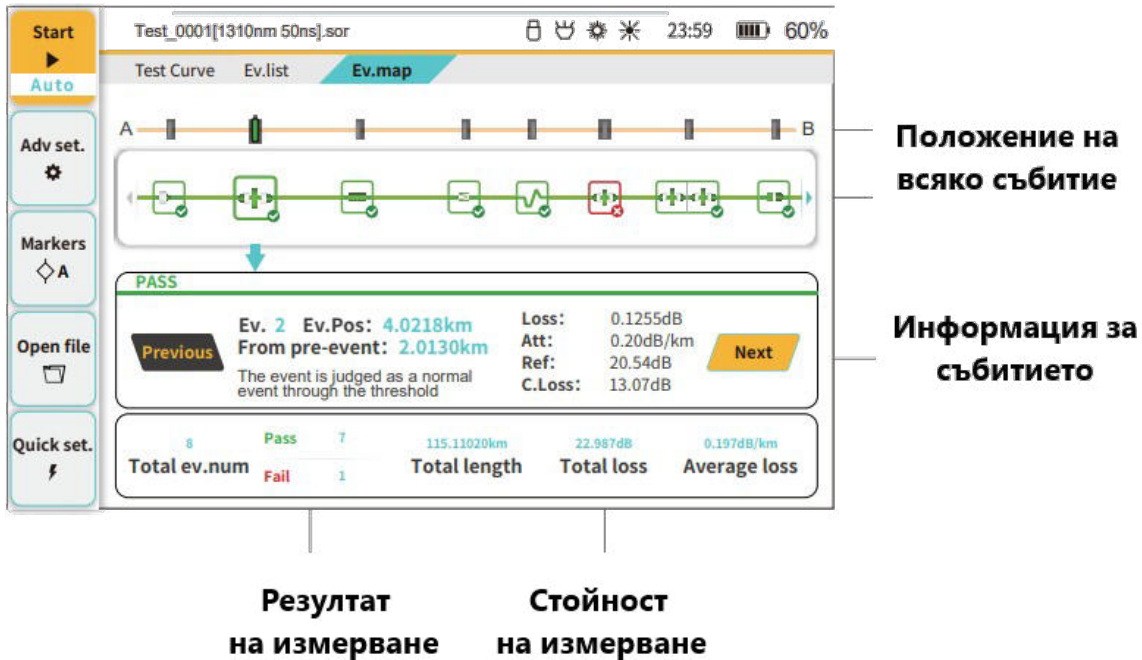 Start
Auto
Test_0001[1310nm 50ns].sor
23:59
60%
Test Curve
Ev.list
Ev.map
A
B
Adv set.
Markers
A
Open file
Quick set.
PASS
Previous
Ev. 2 Ev.Pos: 4.0218km
From pre-event: 2.0130km
The event is judged as a normal
event through the threshold
Loss: 0.1255dB
Att: 0.20dB/km
Ref: 20.54dB
C.Loss: 13.07dB
Next
8
Total ev.num
Pass 7
Fail 1
115.11020km
Total length
22.987dB
Total loss
0.197dB/km
Average loss
Положение на
всяко събитие
Информация за
събитието
Резултат
на измерване
Стойност
на измерване